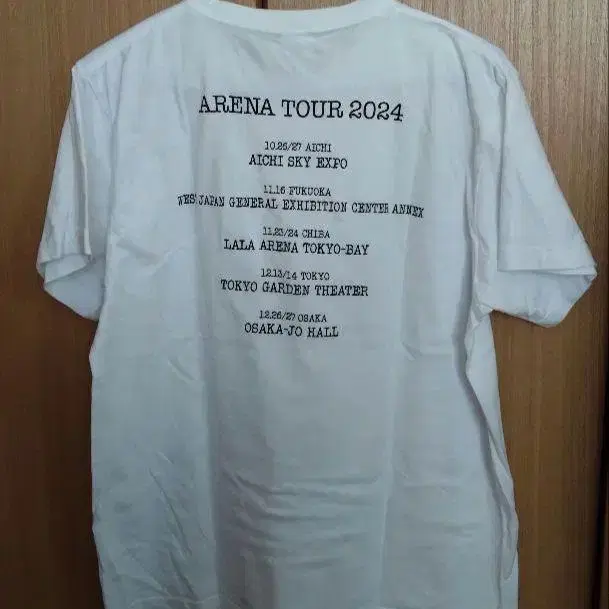 ARENA TOUR 2024
10.26/27 AICHI
AICHI SKY EXPO
11.16 FUKUOKA
WEST JAPAN GENERAL EXHIBITION CENTER ANNEX
11.23/24 CHIBA
LALA ARENA TOKYO-BAY
12.13/14 TOKYO
TOKYO GARDEN THEATER
12.26/27 OSAKA
OSAKA-JO HALL